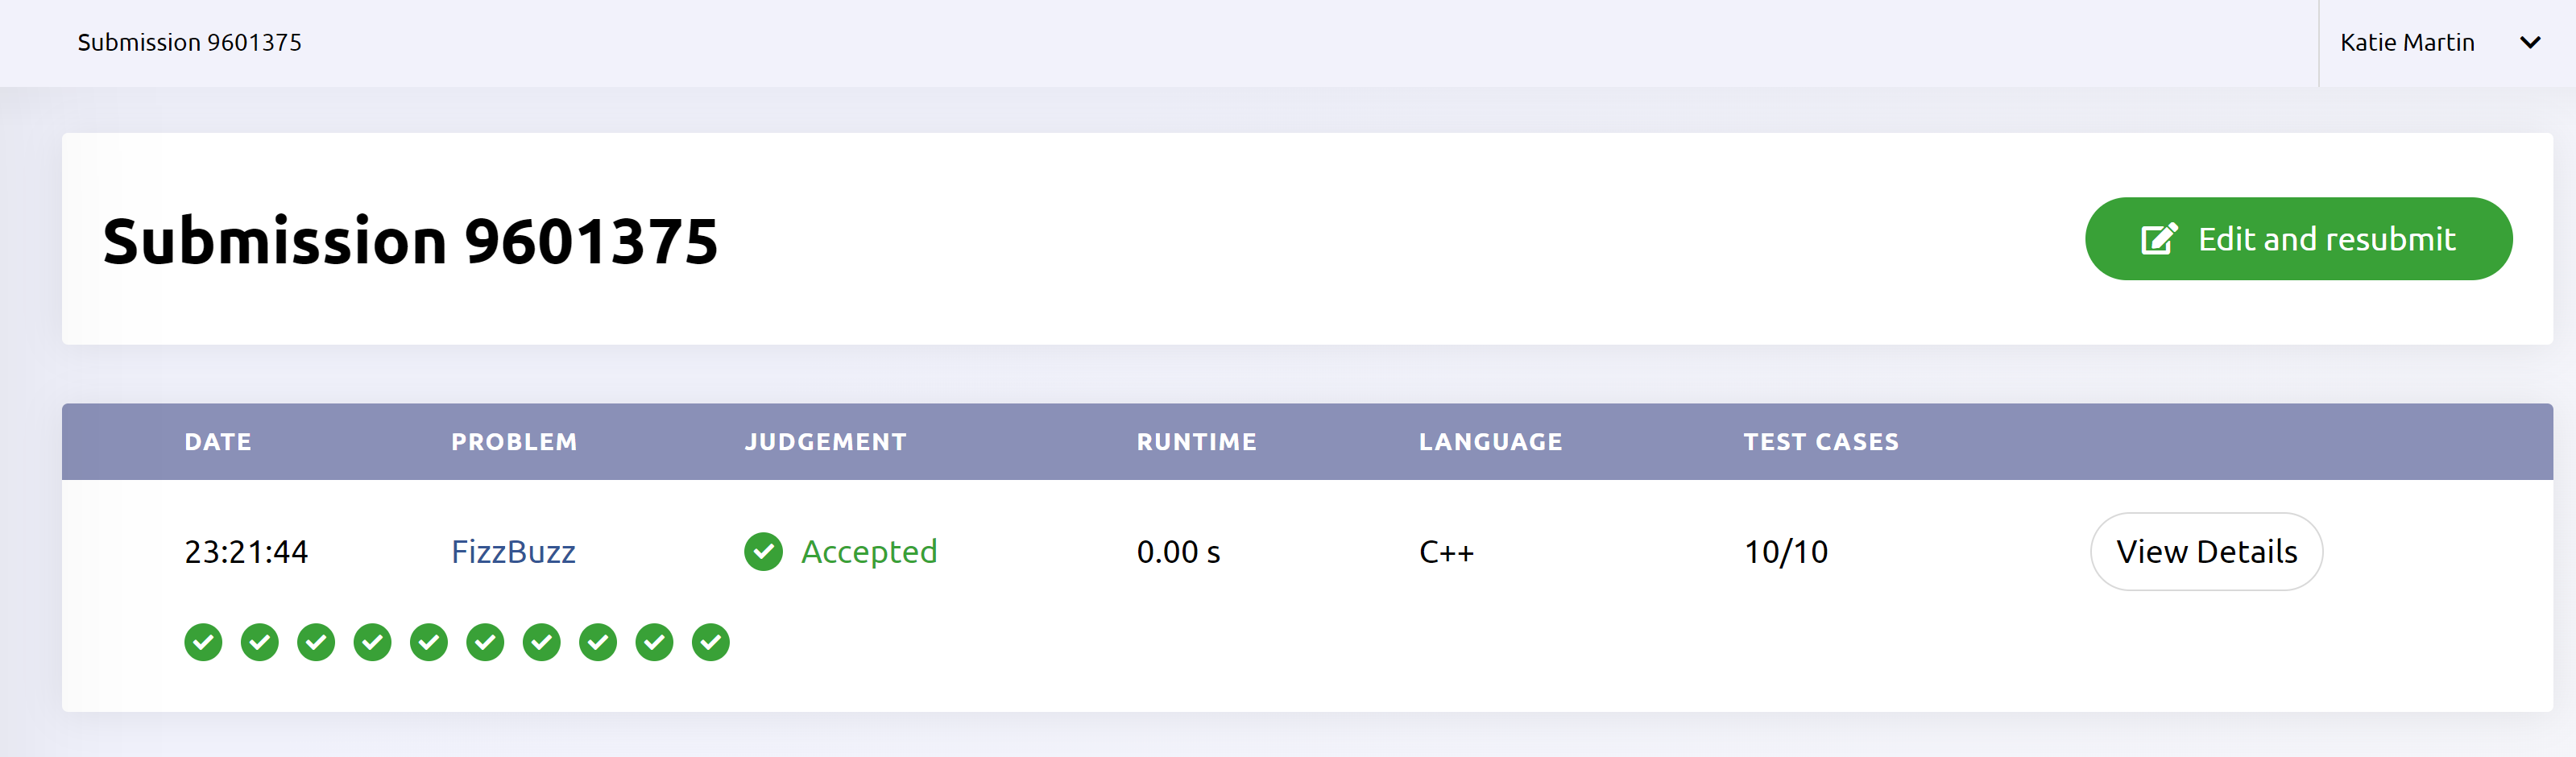 Submission 9601375
Katie Martin
Submission 9601375
Edit and resubmit
DATE PROBLEM JUDGEMENT RUNTIME LANGUAGE TEST CASES
23:21:44 FizzBuzz Accepted 0.00 s C++ 10/10 View Details